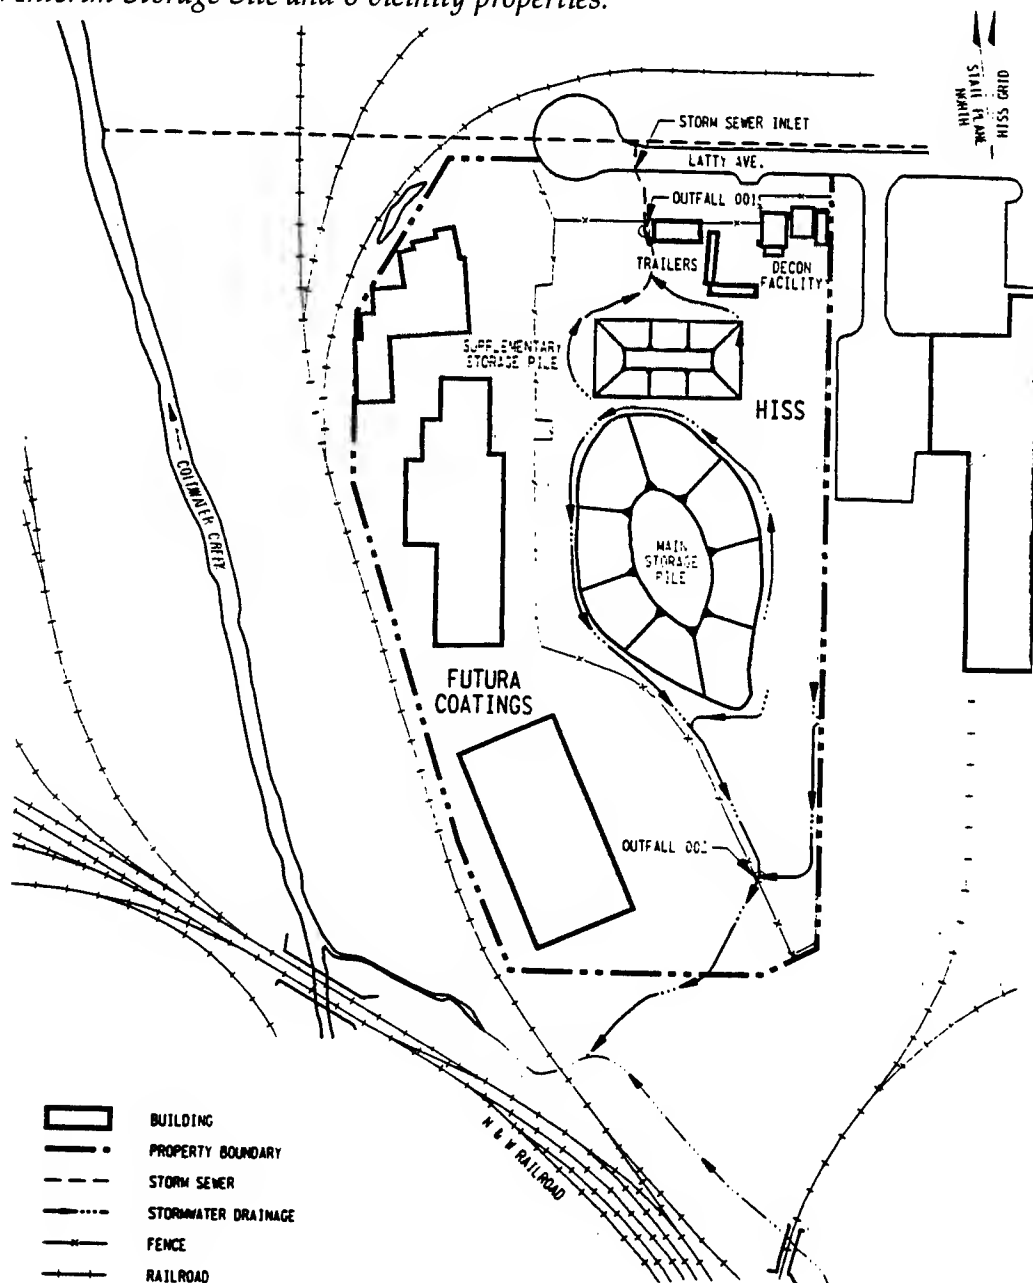 Interim Storage Site and 6 vicinity properties.
HISS GRID
STATE PLANE
NORTH
STORM SEWER INLET
LATTY AVE.
OUTFALL 001
TRAILERS
DECON
FACILITY
SUPPLEMENTARY
STORAGE PILE
HISS
COLDWATER CREEK
MAIN
STORAGE
PILE
FUTURA
COATINGS
OUTFALL
N & W RAILROAD
BUILDING
PROPERTY BOUNDARY
STORM SEWER
STORMWATER DRAINAGE
FENCE
RAILROAD